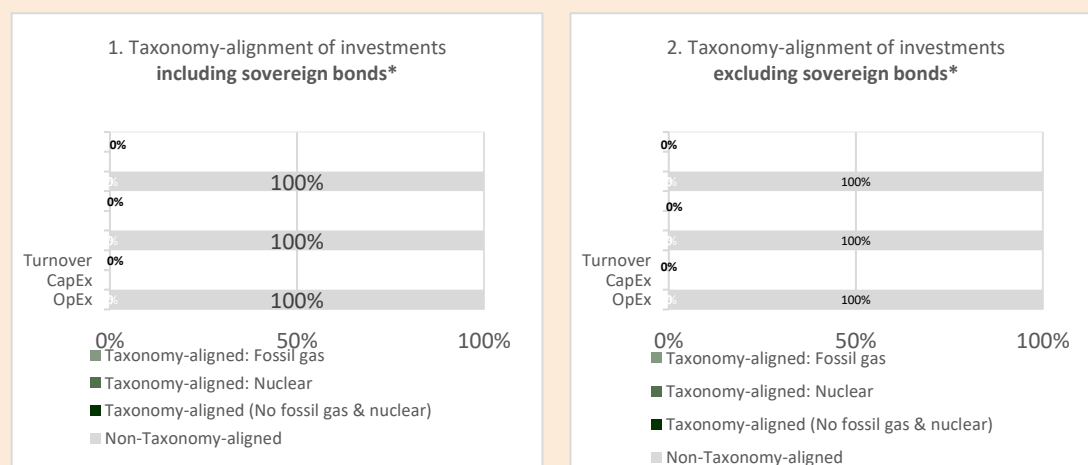 1. Taxonomy-alignment of investments
including sovereign bonds*
0%
100%
0%
100%
Turnover
0%
CapEx
OpEx
100%
0%
50%
100%
Taxonomy-aligned: Fossil gas
Taxonomy-aligned: Nuclear
Taxonomy-aligned (No fossil gas & nuclear)
Non-Taxonomy-aligned
2. Taxonomy-alignment of investments
excluding sovereign bonds*
0%
100%
0%
100%
Turnover
0%
CapEx
OpEx
100%
0%
50%
100%
Taxonomy-aligned: Fossil gas
Taxonomy-aligned: Nuclear
Taxonomy-aligned (No fossil gas & nuclear)
Non-Taxonomy-aligned